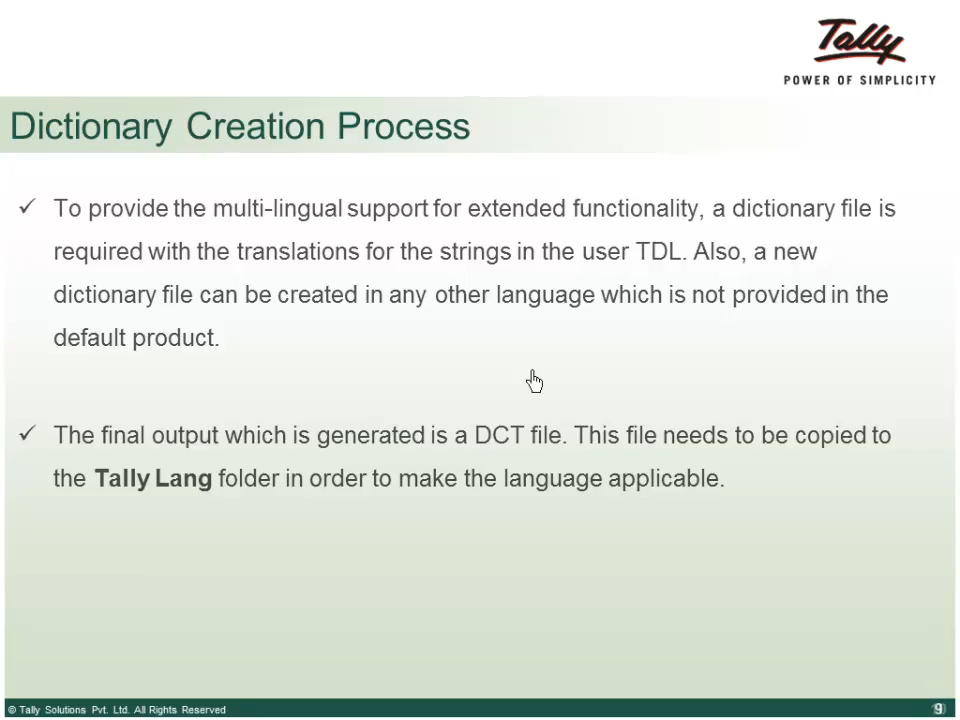 Tally
POWER OF SIMPLICITY
Dictionary Creation Process
✓ To provide the multi-lingual support for extended functionality, a dictionary file is
required with the translations for the strings in the user TDL. Also, a new
dictionary file can be created in any other language which is not provided in the
default product.
✓ The final output which is generated is a DCT file. This file needs to be copied to
the Tally Lang folder in order to make the language applicable.
© Tally Solutions Pvt. Ltd. All Rights Reserved